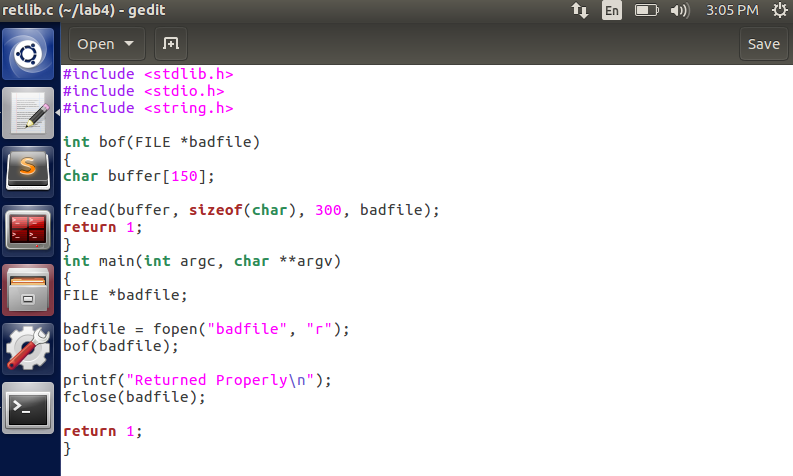 retlib.c (~/lab4) - gedit
En
3:05 PM
Open
Save
#include <stdlib.h>
#include <stdio.h>
#include <string.h>
int bof(FILE *badfile)
{
char buffer[150];
fread(buffer, sizeof(char), 300, badfile);
return 1;
}
int main(int argc, char **argv)
{
FILE *badfile;
badfile = fopen("badfile", "r");
bof(badfile);
printf("Returned Properly\n");
fclose(badfile);
return 1;
}